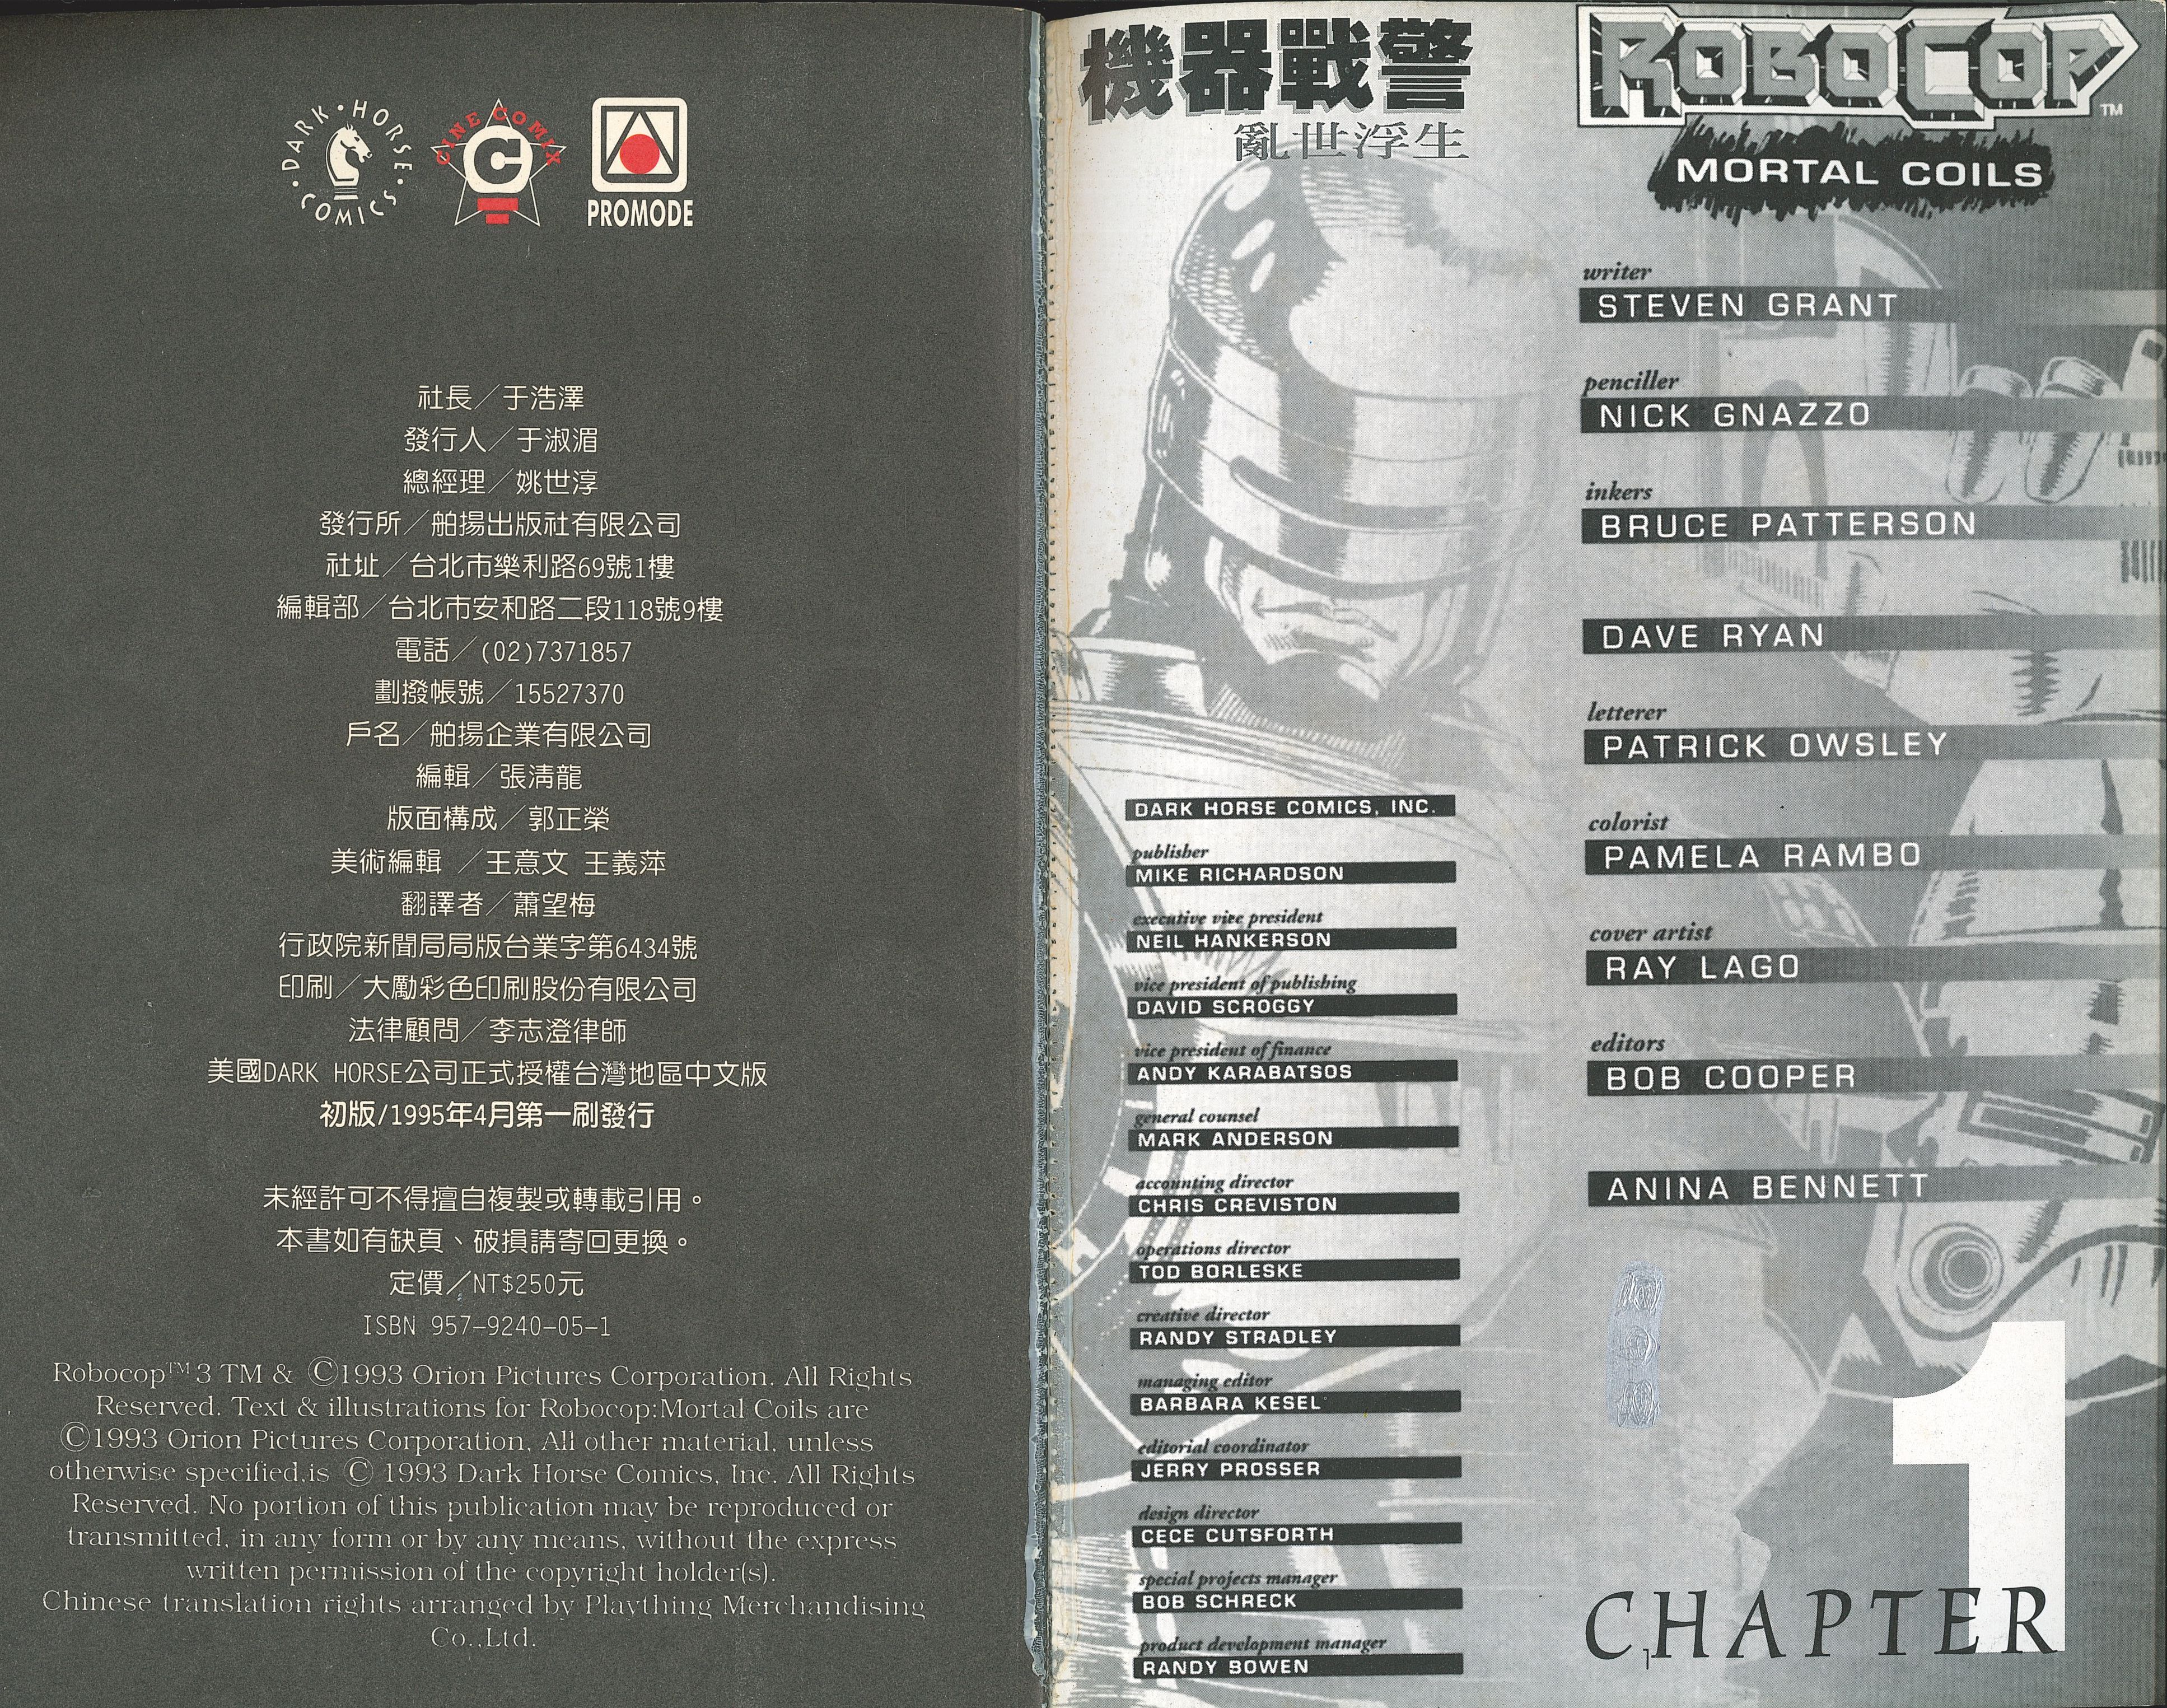 DARK HORSE COMICS
CINE COMIX
C
PROMODE
社長／于浩澤
發行人／于淑湄
總經理／姚世淳
發行所／舶揚出版社有限公司
社址／台北市樂利路69號1樓
編輯部／台北市安和路二段118號9樓
電話／(02)7371857
劃撥帳號／15527370
戶名／舶揚企業有限公司
編輯／張清龍
版面構成／郭正榮
美術編輯／王意文 王義萍
翻譯者／蕭望梅
行政院新聞局局版台業字第6434號
印刷／大勵彩色印刷股份有限公司
法律顧問／李志澄律師
美國DARK HORSE公司正式授權台灣地區中文版
初版/1995年4月第一刷發行
未經許可不得擅自複製或轉載引用。
本書如有缺頁、破損請寄回更換。
定價／NT$250元
ISBN 957-9240-05-1
Robocop™3 TM & ©1993 Orion Pictures Corporation. All Rights
Reserved. Text & illustrations for Robocop:Mortal Coils are
©1993 Orion Pictures Corporation, All other material, unless
otherwise specified,is © 1993 Dark Horse Comics, Inc. All Rights
Reserved. No portion of this publication may be reproduced or
transmitted, in any form or by any means, without the express
written permission of the copyright holder(s).
Chinese translation rights arranged by Plaything Merchandising
Co.,Ltd.
機器戰警
亂世浮生
DARK HORSE COMICS, INC.
publisher
MIKE RICHARDSON
executive vice president
NEIL HANKERSON
vice president of publishing
DAVID SCROGGY
vice president of finance
ANDY KARABATSOS
general counsel
MARK ANDERSON
accounting director
CHRIS CREVISTON
operations director
TOD BORLESKE
creative director
RANDY STRADLEY
managing editor
BARBARA KESEL
editorial coordinator
JERRY PROSSER
design director
CECE CUTSFORTH
special projects manager
BOB SCHRECK
product development manager
RANDY BOWEN
ROBOCOP™
MORTAL COILS
writer
STEVEN GRANT
penciller
NICK GNAZZO
inkers
BRUCE PATTERSON
DAVE RYAN
letterer
PATRICK OWSLEY
colorist
PAMELA RAMBO
cover artist
RAY LAGO
editors
BOB COOPER
ANINA BENNETT
1
CHAPTER
1